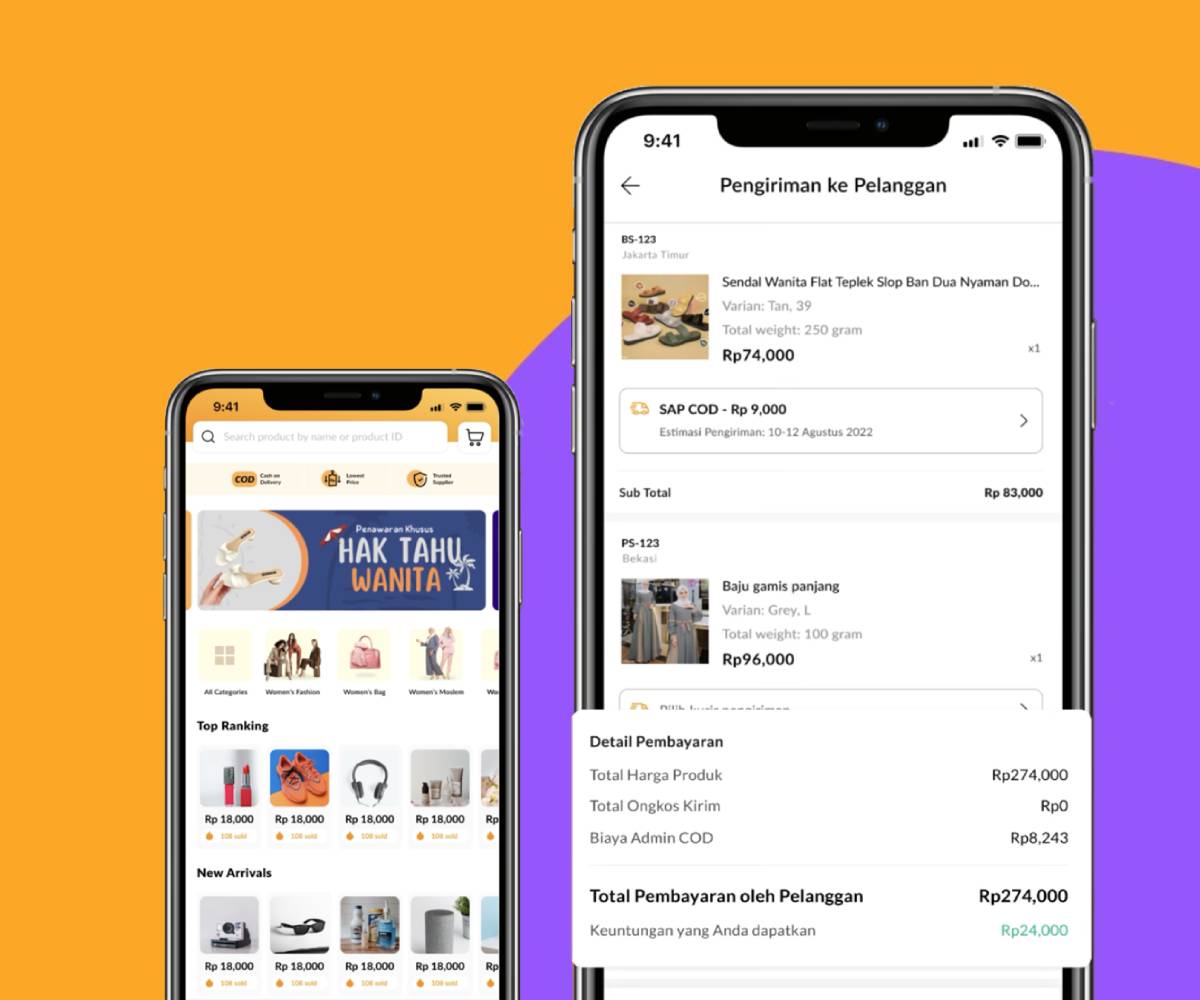 9:41
Search product by name or product ID
COD Cash on Delivery
Lowest Price
Trusted Supplier
Penawaran Khusus
HAK TAHU
WANITA
All Categories
Women's Fashion
Women's Bag
Women's Moslem
Wo
Top Ranking
Rp 18,000
Rp 18,000
Rp 18,000
Rp 18,000
Rp
108 sold
108 sold
108 sold
108 sold
New Arrivals
Rp 18,000
Rp 18,000
Rp 18,000
Rp 18,000
Rp
108 sold
108 sold
108 sold
108 sold
9:41
Pengiriman ke Pelanggan
BS-123
Jakarta Timur
Sendal Wanita Flat Teplek Slop Ban Dua Nyaman Do...
Varian: Tan, 39
Total weight: 250 gram
Rp74,000
x1
SAP COD - Rp 9,000
Estimasi Pengiriman: 10-12 Agustus 2022
Sub Total Rp 83,000
PS-123
Bekasi
Baju gamis panjang
Varian: Grey, L
Total weight: 100 gram
Rp96,000
x1
Detail Pembayaran
Total Harga Produk Rp274,000
Total Ongkos Kirim Rp0
Biaya Admin COD Rp8,243
Total Pembayaran oleh Pelanggan Rp274,000
Keuntungan yang Anda dapatkan Rp24,000